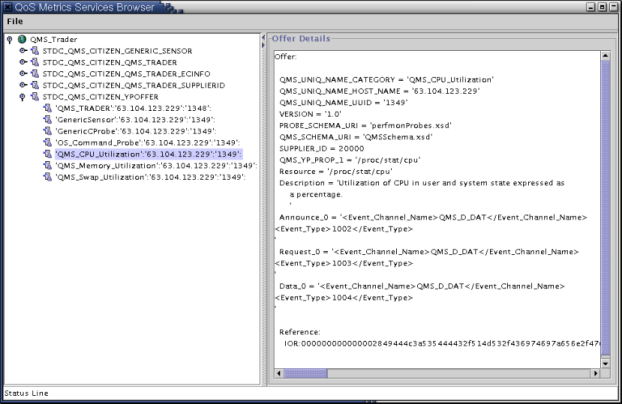 QoS Metrics Services Browser
File
QMS_Trader
STDC_QMS_CITIZEN_GENERIC_SENSOR
STDC_QMS_CITIZEN_QMS_TRADER
STDC_QMS_CITIZEN_QMS_TRADER_ECINFO
STDC_QMS_CITIZEN_QMS_TRADER_SUPPLIERID
STDC_QMS_CITIZEN_YPOFFER
'QMS_TRADER':'63.104.123.229':'1348':
'GenericSensor':'63.104.123.229':'1349':
'GenericCProbe':'63.104.123.229':'1349':
'OS_Command_Probe':'63.104.123.229':'1349':
'QMS_CPU_Utilization':'63.104.123.229':'1349':
'QMS_Memory_Utilization':'63.104.123.229':'1349':
'QMS_Swap_Utilization':'63.104.123.229':'1349':
Offer Details
Offer:
QMS_UNIQ_NAME_CATEGORY = 'QMS_CPU_Utilization'
QMS_UNIQ_NAME_HOST_NAME = '63.104.123.229'
QMS_UNIQ_NAME_UUID = '1349'
VERSION = '1.0'
PROBE_SCHEMA_URI = 'perfmonProbes.xsd'
QMS_SCHEMA_URI = 'QMSSchema.xsd'
SUPPLIER_ID = 20000
QMS_YP_PROP_1 = '/proc/stat/cpu'
Resource = '/proc/stat/cpu'
Description = 'Utilization of CPU in user and system state expressed as
a percentage.
'
Announce_0 = '<Event_Channel_Name>QMS_D_DAT</Event_Channel_Name>
<Event_Type>1002</Event_Type>
'
Request_0 = '<Event_Channel_Name>QMS_D_DAT</Event_Channel_Name>
<Event_Type>1003</Event_Type>
'
Data_0 = '<Event_Channel_Name>QMS_D_DAT</Event_Channel_Name>
<Event_Type>1004</Event_Type>
'
Reference:
Status Line